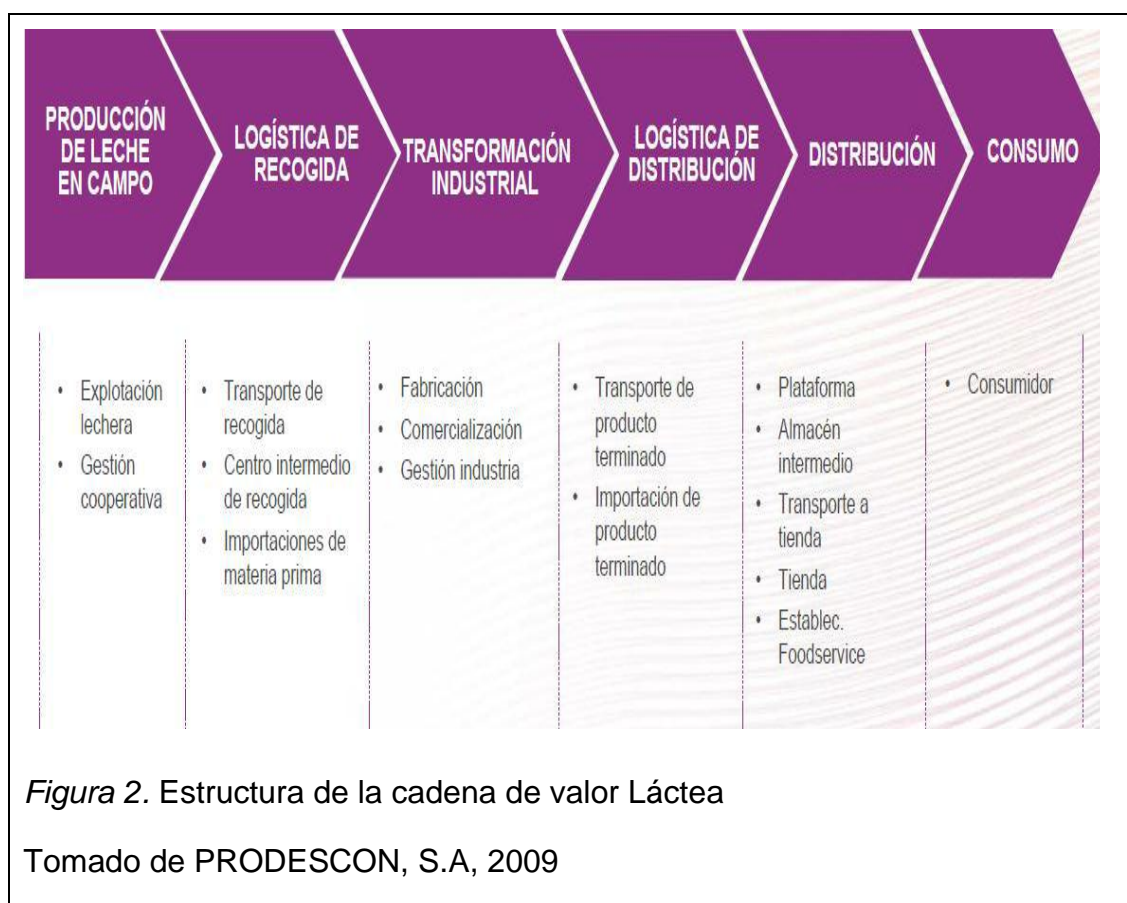 PRODUCCIÓN
DE LECHE
EN CAMPO
LOGÍSTICA DE
RECOGIDA
TRANSFORMACIÓN
INDUSTRIAL
LOGÍSTICA DE
DISTRIBUCIÓN
DISTRIBUCIÓN
CONSUMO
• Explotación
lechera
• Gestión
cooperativa
• Transporte de
recogida
• Centro intermedio
de recogida
• Importaciones de
materia prima
• Fabricación
• Comercialización
• Gestión industria
• Transporte de
producto
terminado
• Importación de
producto
terminado
• Plataforma
• Almacén
intermedio
• Transporte a
tienda
• Tienda
• Establec.
Foodservice
• Consumidor
Figura 2. Estructura de la cadena de valor Láctea
Tomado de PRODESCON, S.A, 2009